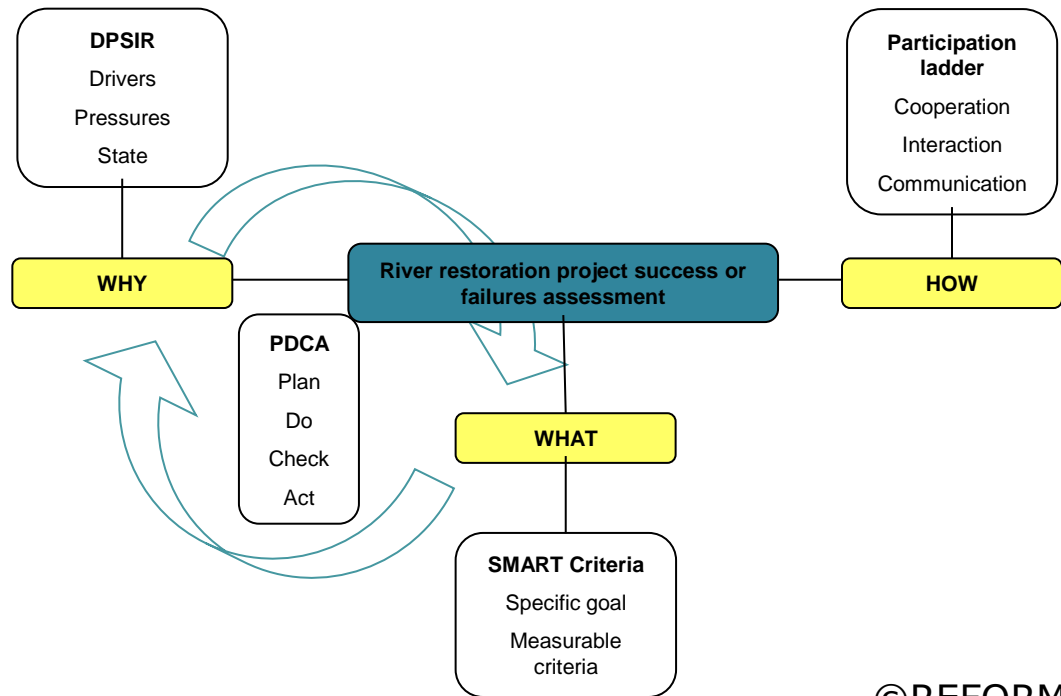 DPSIR
Drivers
Pressures
State
Participation
ladder
Cooperation
Interaction
Communication
WHY
River restoration project success or
failures assessment
HOW
PDCA
Plan
Do
Check
Act
WHAT
SMART Criteria
Specific goal
Measurable
criteria
©REFORM